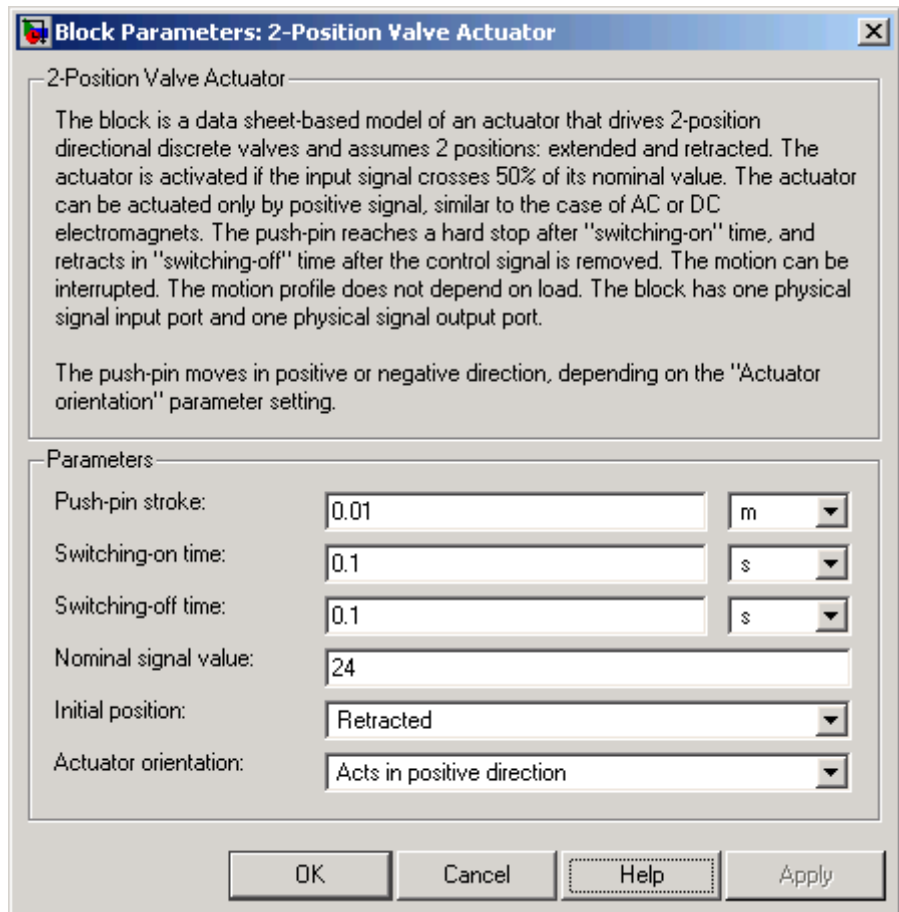 Block Parameters: 2-Position Valve Actuator
2-Position Valve Actuator
The block is a data sheet-based model of an actuator that drives 2-position
directional discrete valves and assumes 2 positions: extended and retracted. The
actuator is activated if the input signal crosses 50% of its nominal value. The actuator
can be actuated only by positive signal, similar to the case of AC or DC
electromagnets. The push-pin reaches a hard stop after "switching-on" time, and
retracts in "switching-off" time after the control signal is removed. The motion can be
interrupted. The motion profile does not depend on load. The block has one physical
signal input port and one physical signal output port.
The push-pin moves in positive or negative direction, depending on the "Actuator
orientation" parameter setting.
Parameters
Push-pin stroke: 0.01 m
Switching-on time: 0.1 s
Switching-off time: 0.1 s
Nominal signal value: 24
Initial position: Retracted
Actuator orientation: Acts in positive direction
OK Cancel Help Apply